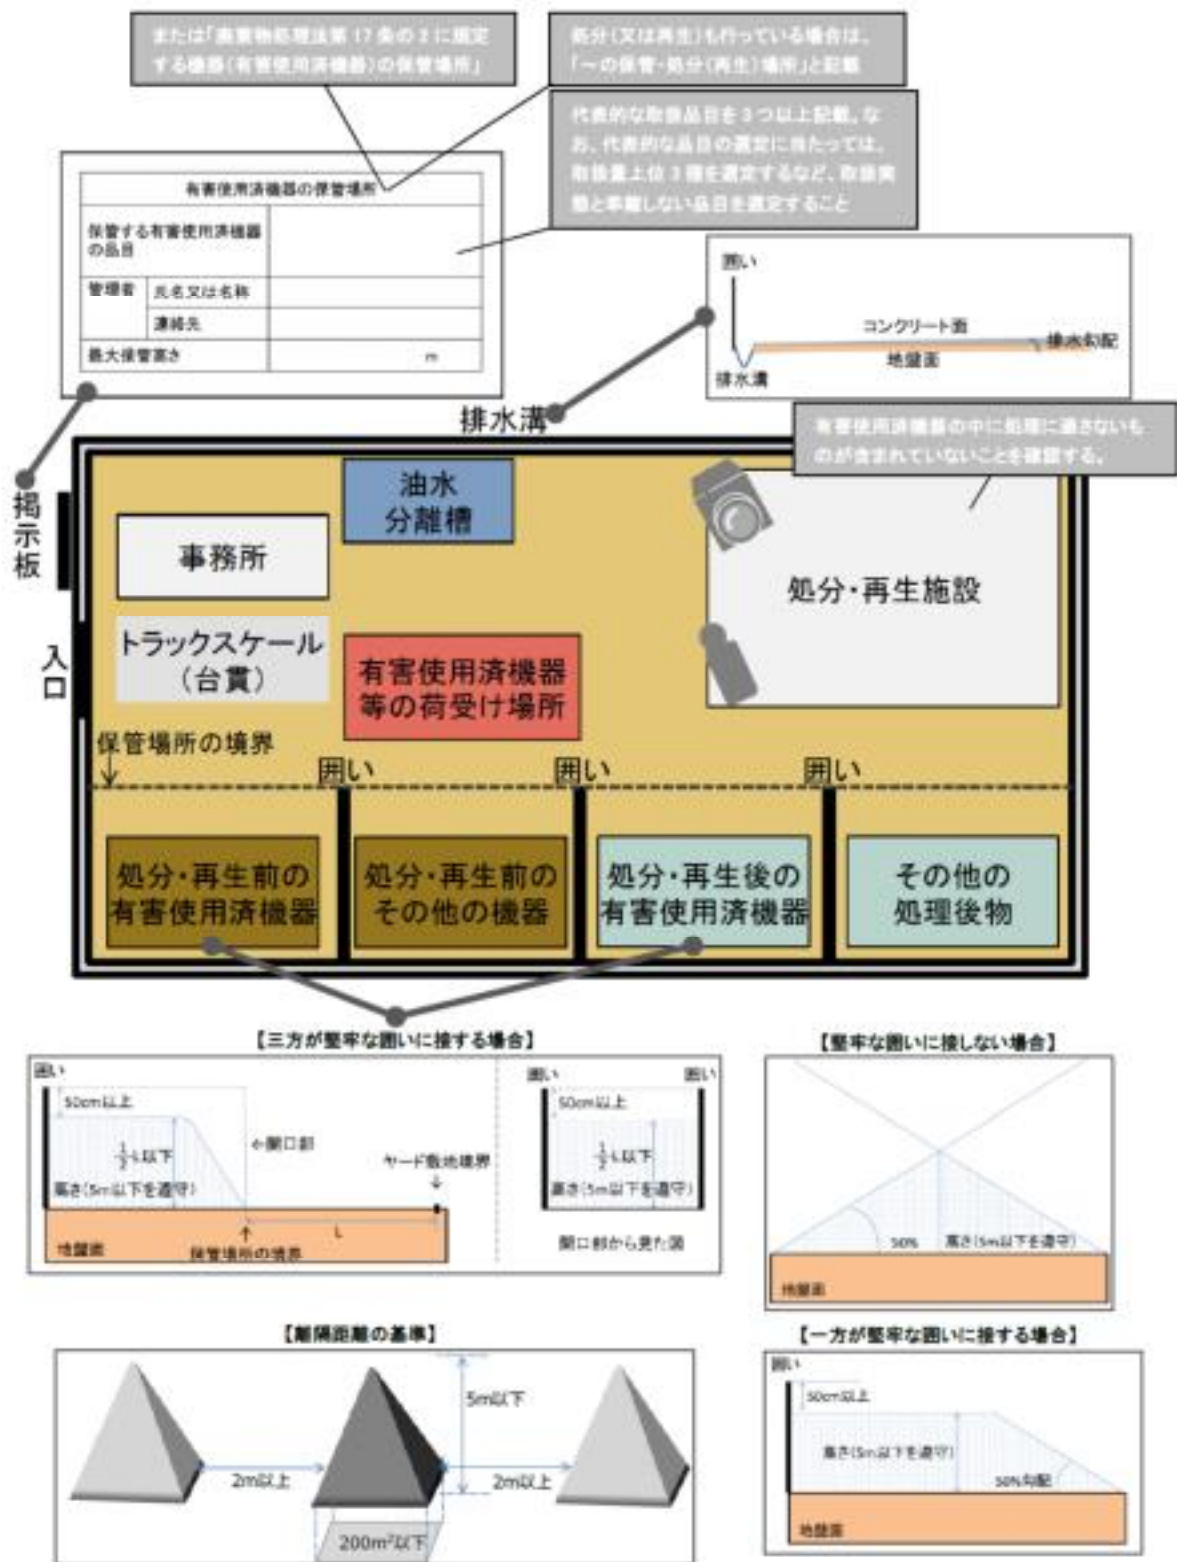 または「廃棄物処理法第17条の2に規定
する機器(有害使用済機器)の保管場所」
処分(又は再生)も行っている場合は、
「～の保管・処分(再生)場所」と記載
代表的な取扱品目を3つ以上記載。な
お、代表的な品目の選定に当たっては、
取扱量上位3種を選定するなど、取扱実
態と乖離しない品目を選定すること
有害使用済機器の保管場所
保管する有害使用済機器
の品目
管理者
氏名又は名称
連絡先
最大保管高さ
m
囲い
コンクリート面
排水勾配
地盤面
排水溝
排水溝
有害使用済機器の中に処理に適さないも
のが含まれていないことを確認する。
掲示板
油水
分離槽
事務所
処分・再生施設
入口
トラックスケール
(台貫)
有害使用済機器
等の荷受け場所
保管場所の境界
囲い
囲い
囲い
処分・再生前の
有害使用済機器
処分・再生前の
その他の機器
処分・再生後の
有害使用済機器
その他の
処理後物
【三方が堅牢な囲いに接する場合】
囲い
50cm以上
←開口部
1/2 L以下
高さ(5m以下を遵守)
ヤード敷地境界
L
地盤面
保管場所の境界
囲い
囲い
50cm以上
1/2 L以下
高さ(5m以下を遵守)
開口部から見た図
【堅牢な囲いに接しない場合】
50%
高さ(5m以下を遵守)
地盤面
【離隔距離の基準】
5m以下
2m以上
2m以上
200m²以下
【一方が堅牢な囲いに接する場合】
囲い
50cm以上
高さ(5m以下を遵守)
50%勾配
地盤面